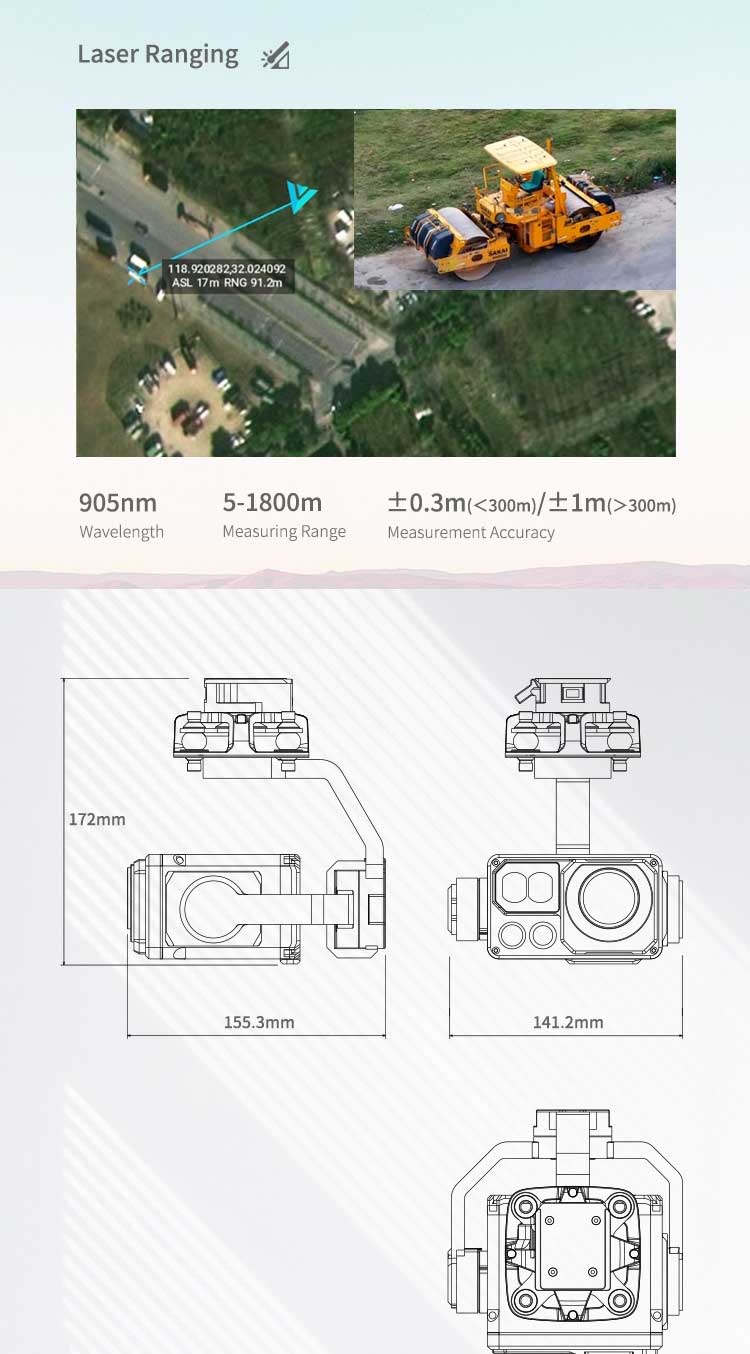 Laser Ranging
118.920282,32.024092
ASL 17m RNG 91.2m
SAKAI
905nm
5-1800m
±0.3m(<300m)/±1m(>300m)
Wavelength
Measuring Range
Measurement Accuracy
172mm
155.3mm
141.2mm